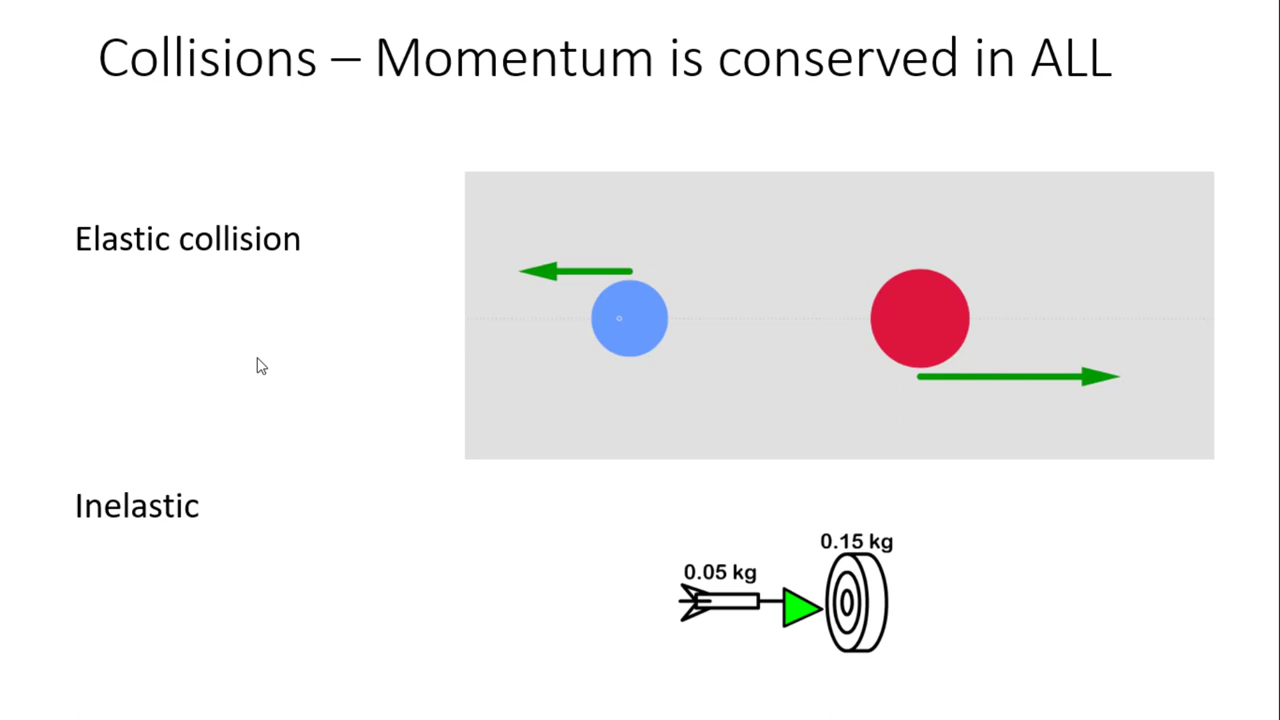 Collisions – Momentum is conserved in ALL
Elastic collision
Inelastic
0.15 kg
0.05 kg